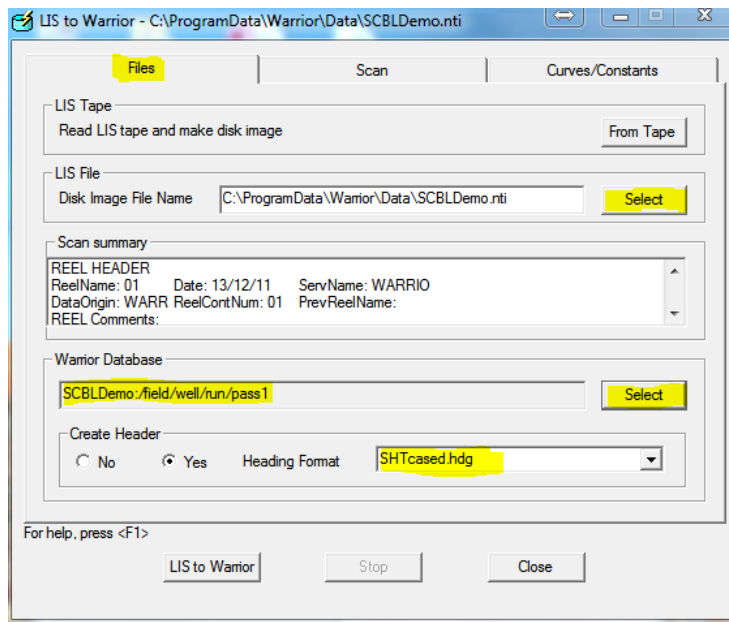 LIS to Warrior - C:\ProgramData\Warrior\Data\SCBLDemo.nti
Files Scan Curves/Constants
LIS Tape
Read LIS tape and make disk image From Tape
LIS File
Disk Image File Name C:\ProgramData\Warrior\Data\SCBLDemo.nti Select
Scan summary
REEL HEADER
ReelName: 01 Date: 13/12/11 ServName: WARRIO
DataOrigin: WARR ReelContNum: 01 PrevReelName:
REEL Comments:
Warrior Database
SCBLDemo:/field/well/run/pass1 Select
Create Header
No Yes Heading Format SHTcased.hdg
For help, press <F1>
LIS to Warrior Stop Close